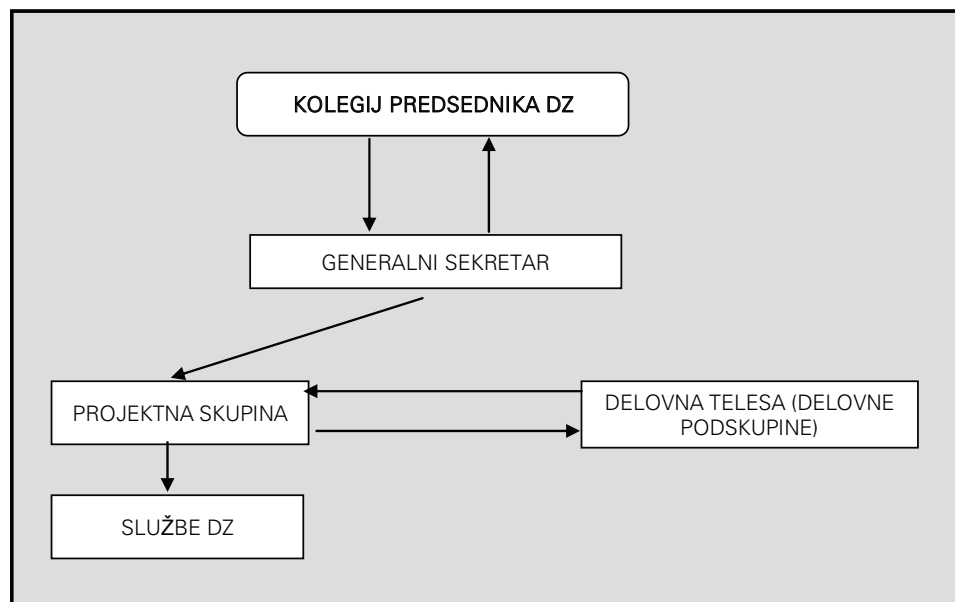 KOLEGIJ PREDSEDNIKA DZ
GENERALNI SEKRETAR
PROJEKTNA SKUPINA
DELOVNA TELESA (DELOVNE
PODSKUPINE)
SLUŽBE DZ